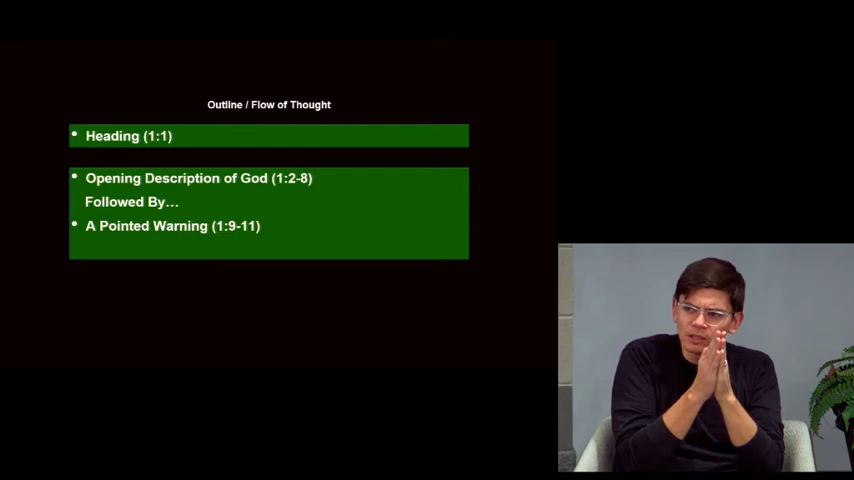 Outline / Flow of Thought
• Heading (1:1)
• Opening Description of God (1:2-8)
Followed By…
• A Pointed Warning (1:9-11)